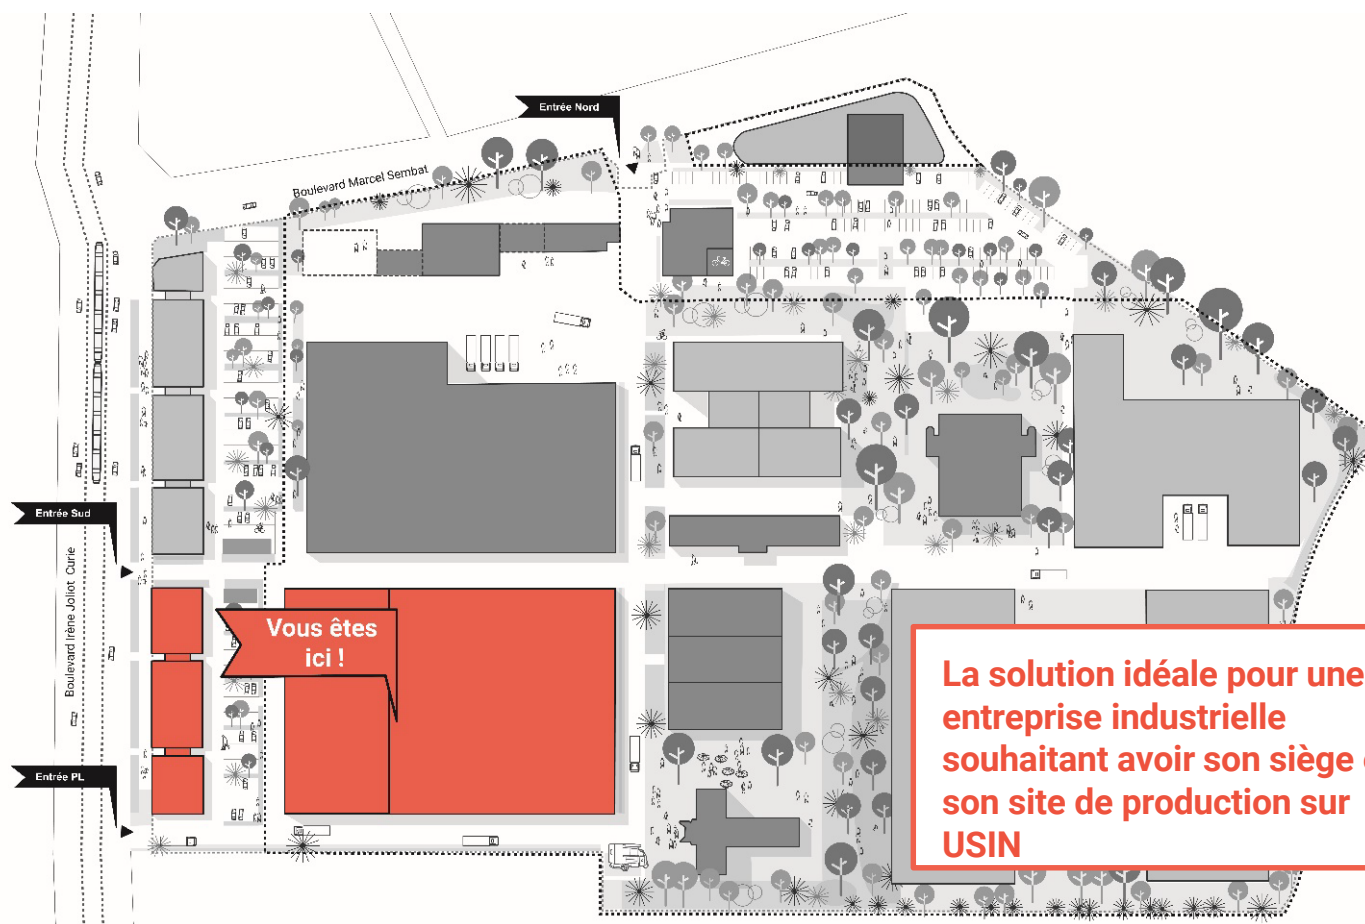 Entrée Nord
Boulevard Marcel Sembat
Entrée Sud
Boulevard Irène Joliot Curie
Vous êtes
ici !
La solution idéale pour une
entreprise industrielle
souhaitant avoir son siège
son site de production sur
USIN
Entrée PL